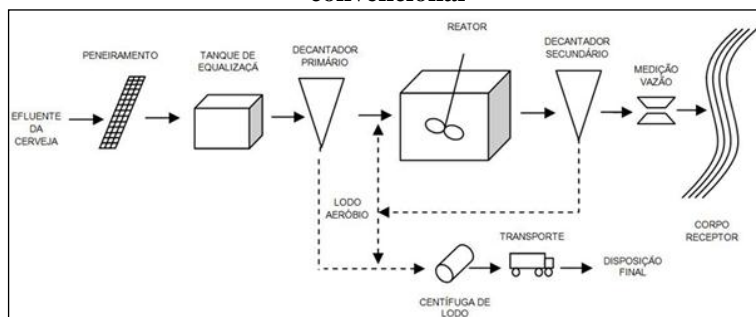 convencional
REATOR
PENEIRAMENTO
TANQUE DE
EQUALIZAÇÃ
DECANTADOR
PRIMÁRIO
DECANTADOR
SECUNDÁRIO
MEDIÇÃO
VAZÃO
EFLUENTE
DA
CERVEJA
LODO
AERÓBIO
TRANSPORTE
CORPO
RECEPTOR
DISPOSIÇÃO
FINAL
CENTÍFUGA DE
LODO